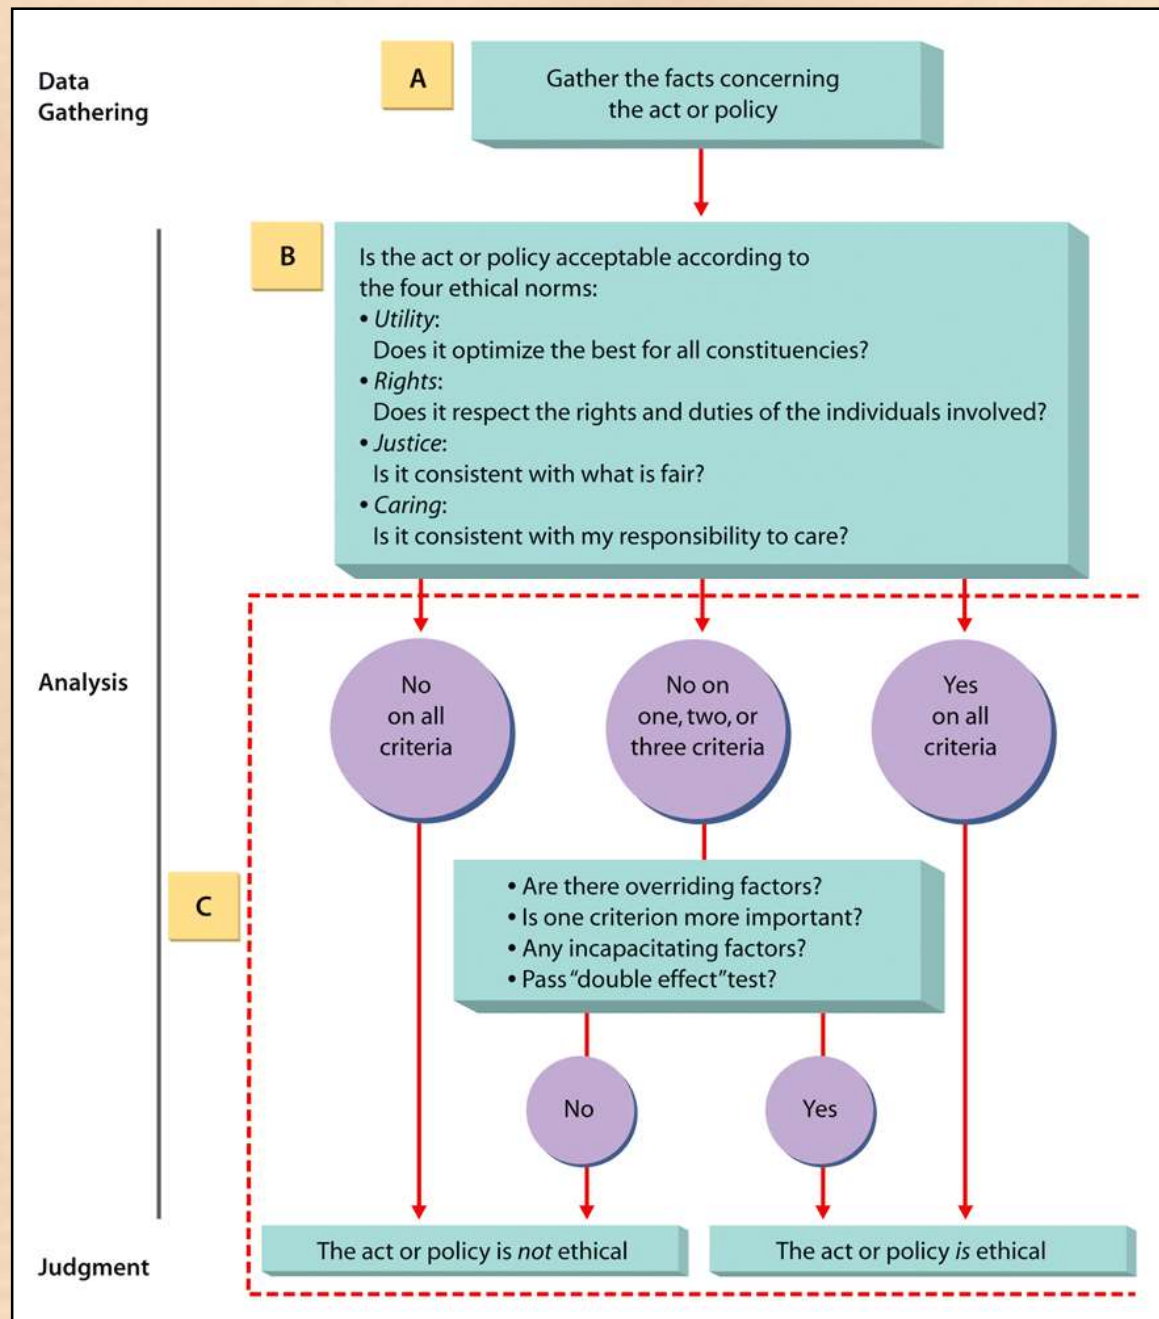 Data
Gathering
A
Gather the facts concerning
the act or policy
B
Is the act or policy acceptable according to
the four ethical norms:
• Utility:
Does it optimize the best for all constituencies?
• Rights:
Does it respect the rights and duties of the individuals involved?
• Justice:
Is it consistent with what is fair?
• Caring:
Is it consistent with my responsibility to care?
Analysis
No
on all
criteria
No on
one, two, or
three criteria
Yes
on all
criteria
C
• Are there overriding factors?
• Is one criterion more important?
• Any incapacitating factors?
• Pass “double effect” test?
No
Yes
Judgment
The act or policy is not ethical
The act or policy is ethical